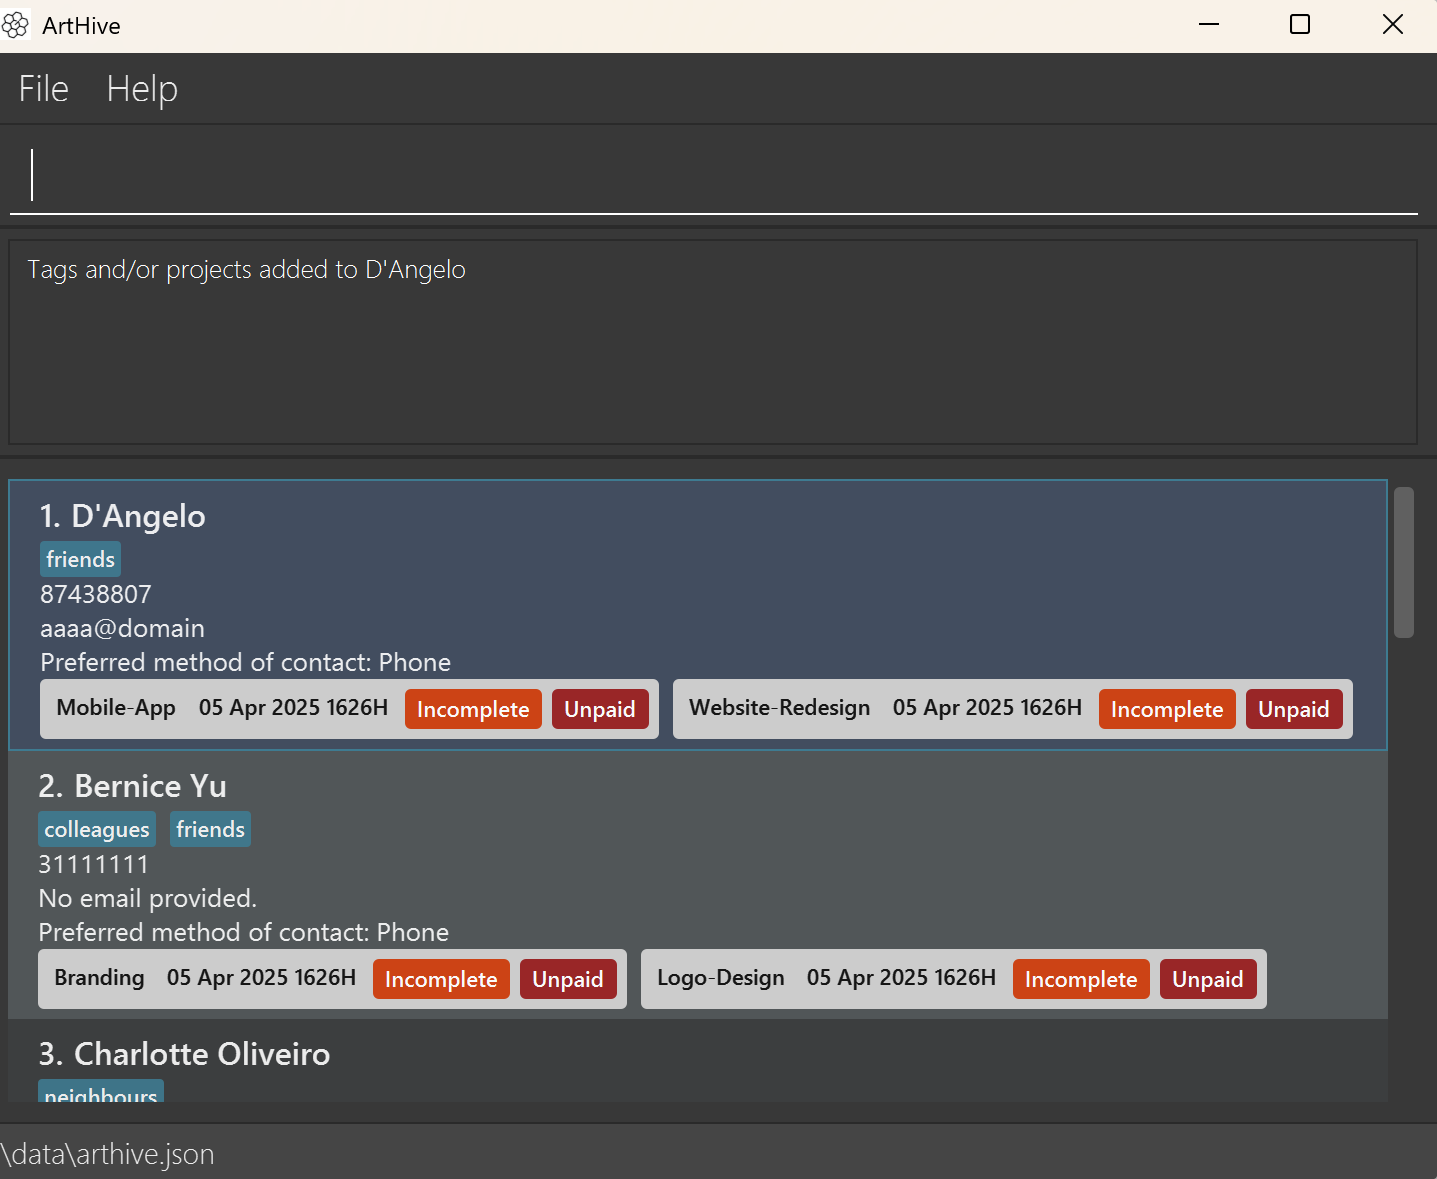 ArtHive
File Help
Tags and/or projects added to D'Angelo
1. D'Angelo
friends
87438807
aaaa@domain
Preferred method of contact: Phone
Mobile-App 05 Apr 2025 1626H Incomplete Unpaid Website-Redesign 05 Apr 2025 1626H Incomplete Unpaid
2. Bernice Yu
colleagues friends
31111111
No email provided.
Preferred method of contact: Phone
Branding 05 Apr 2025 1626H Incomplete Unpaid Logo-Design 05 Apr 2025 1626H Incomplete Unpaid
3. Charlotte Oliveiro
neighbours
\data\arthive.json